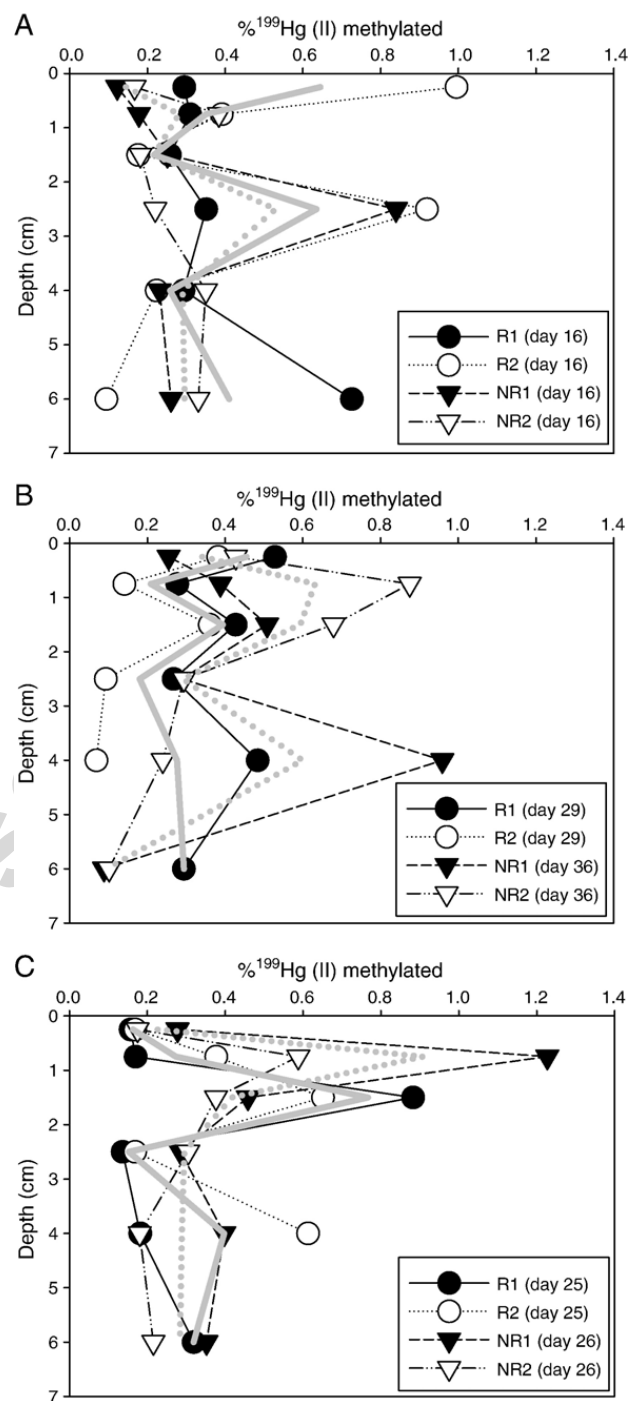 A
%199Hg (II) methylated
0.0 0.2 0.4 0.6 0.8 1.0 1.2 1.4
0
1
2
3
4
5
6
7
Depth (cm)
R1 (day 16)
R2 (day 16)
NR1 (day 16)
NR2 (day 16)
B
%199Hg (II) methylated
0.0 0.2 0.4 0.6 0.8 1.0 1.2 1.4
0
1
2
3
4
5
6
7
Depth (cm)
R1 (day 29)
R2 (day 29)
NR1 (day 36)
NR2 (day 36)
C
%199Hg (II) methylated
0.0 0.2 0.4 0.6 0.8 1.0 1.2 1.4
0
1
2
3
4
5
6
7
Depth (cm)
R1 (day 25)
R2 (day 25)
NR1 (day 26)
NR2 (day 26)